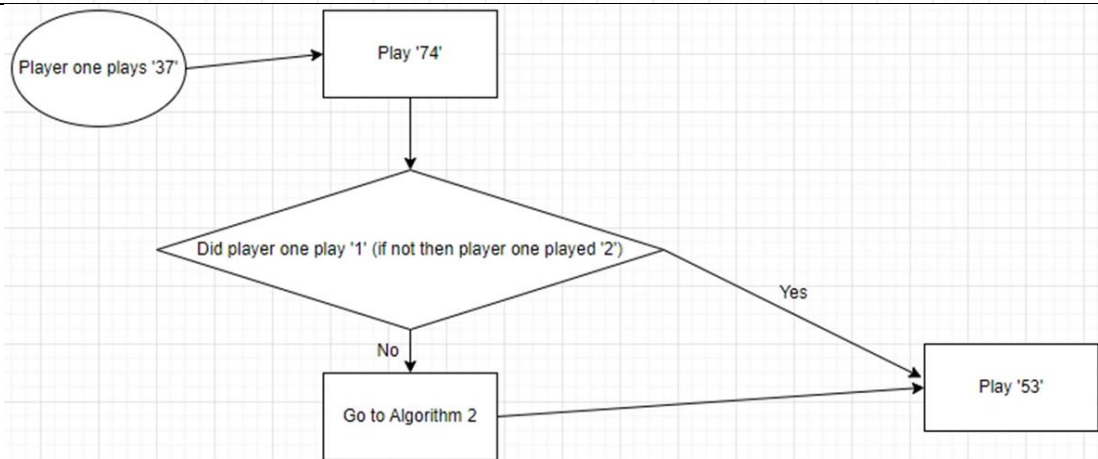 Player one plays '37'
Play '74'
Did player one play '1' (if not then player one played '2')
Yes
No
Play '53'
Go to Algorithm 2